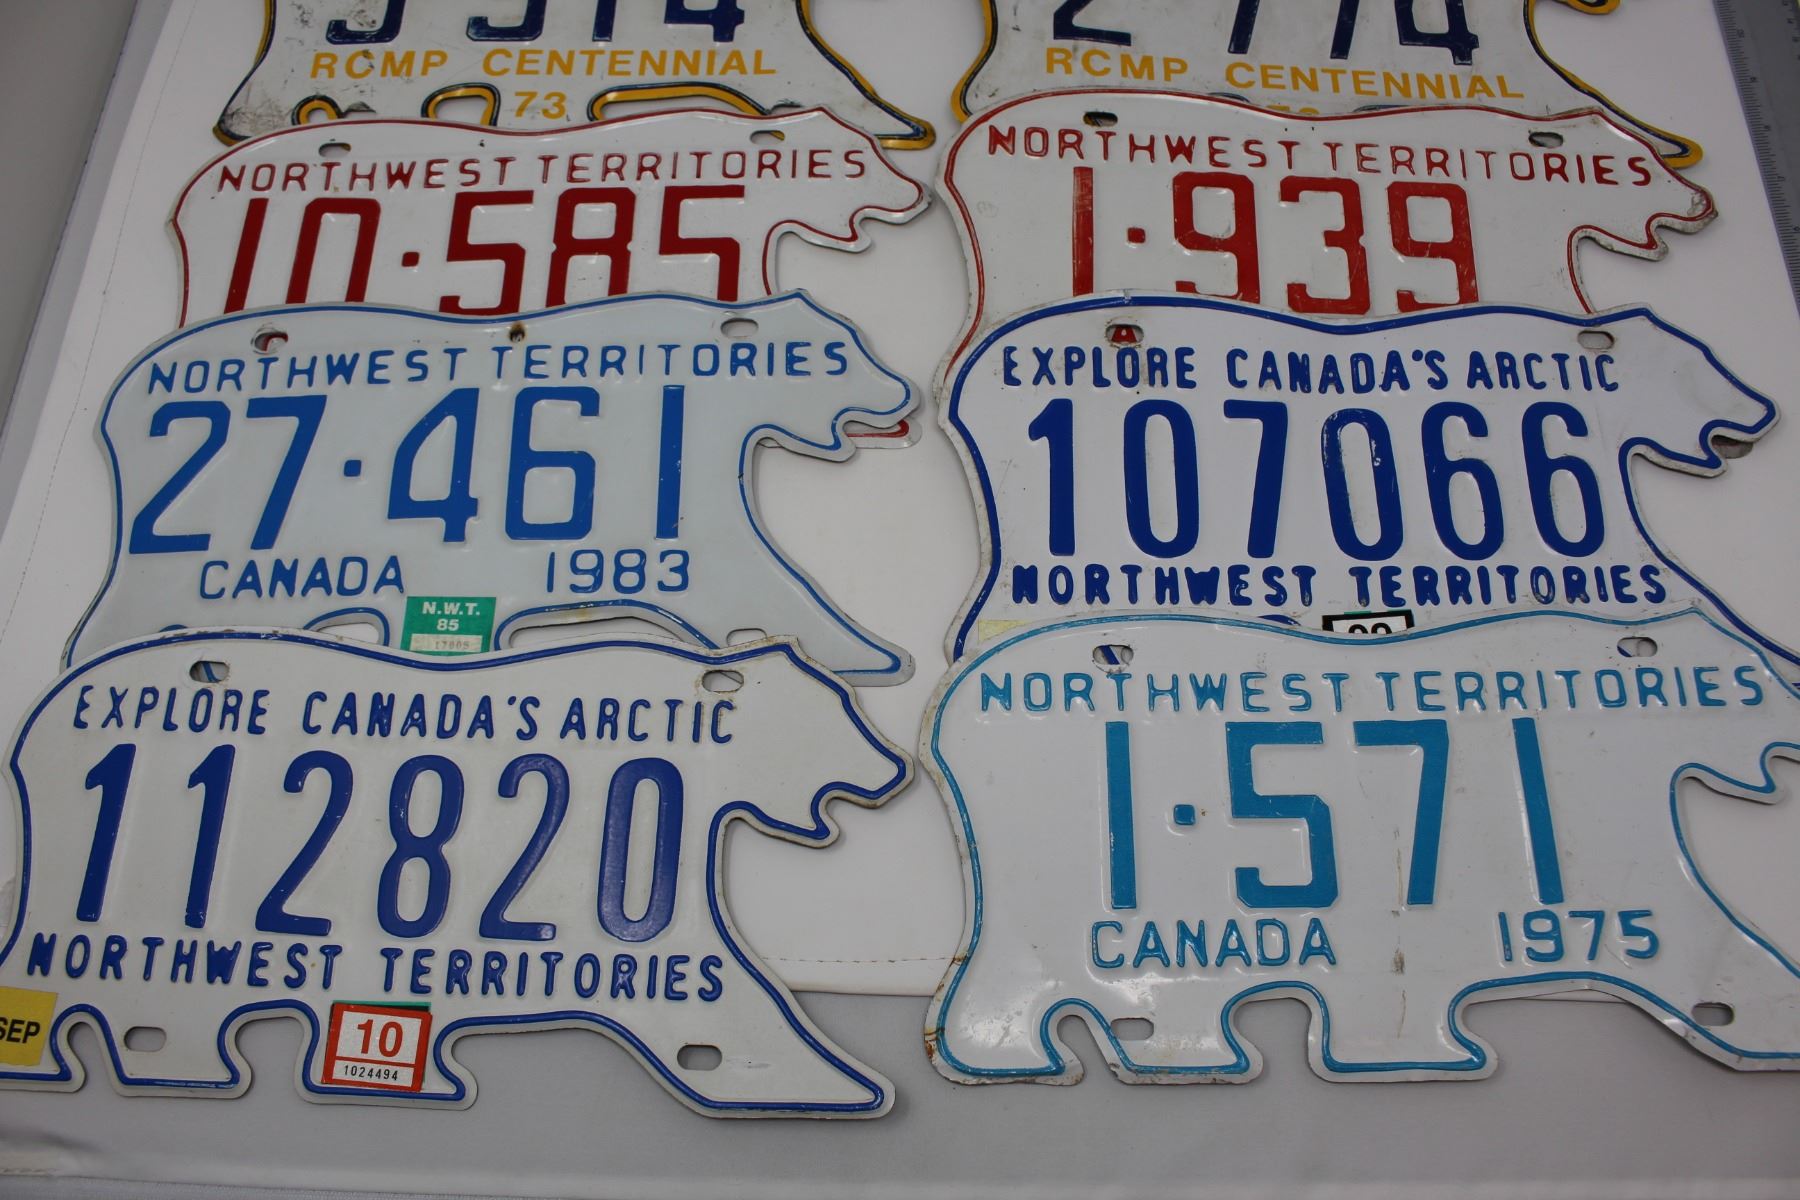 RCMP CENTENNIAL
73
RCMP CENTENNIAL
NORTHWEST TERRITORIES
10·585
NORTHWEST TERRITORIES
1·939
NORTHWEST TERRITORIES
27·461
CANADA 1983
N.W.T.
85
EXPLORE CANADA'S ARCTIC
107066
NORTHWEST TERRITORIES
EXPLORE CANADA'S ARCTIC
112820
NORTHWEST TERRITORIES
SEP
10
1024494
NORTHWEST TERRITORIES
1·571
CANADA 1975